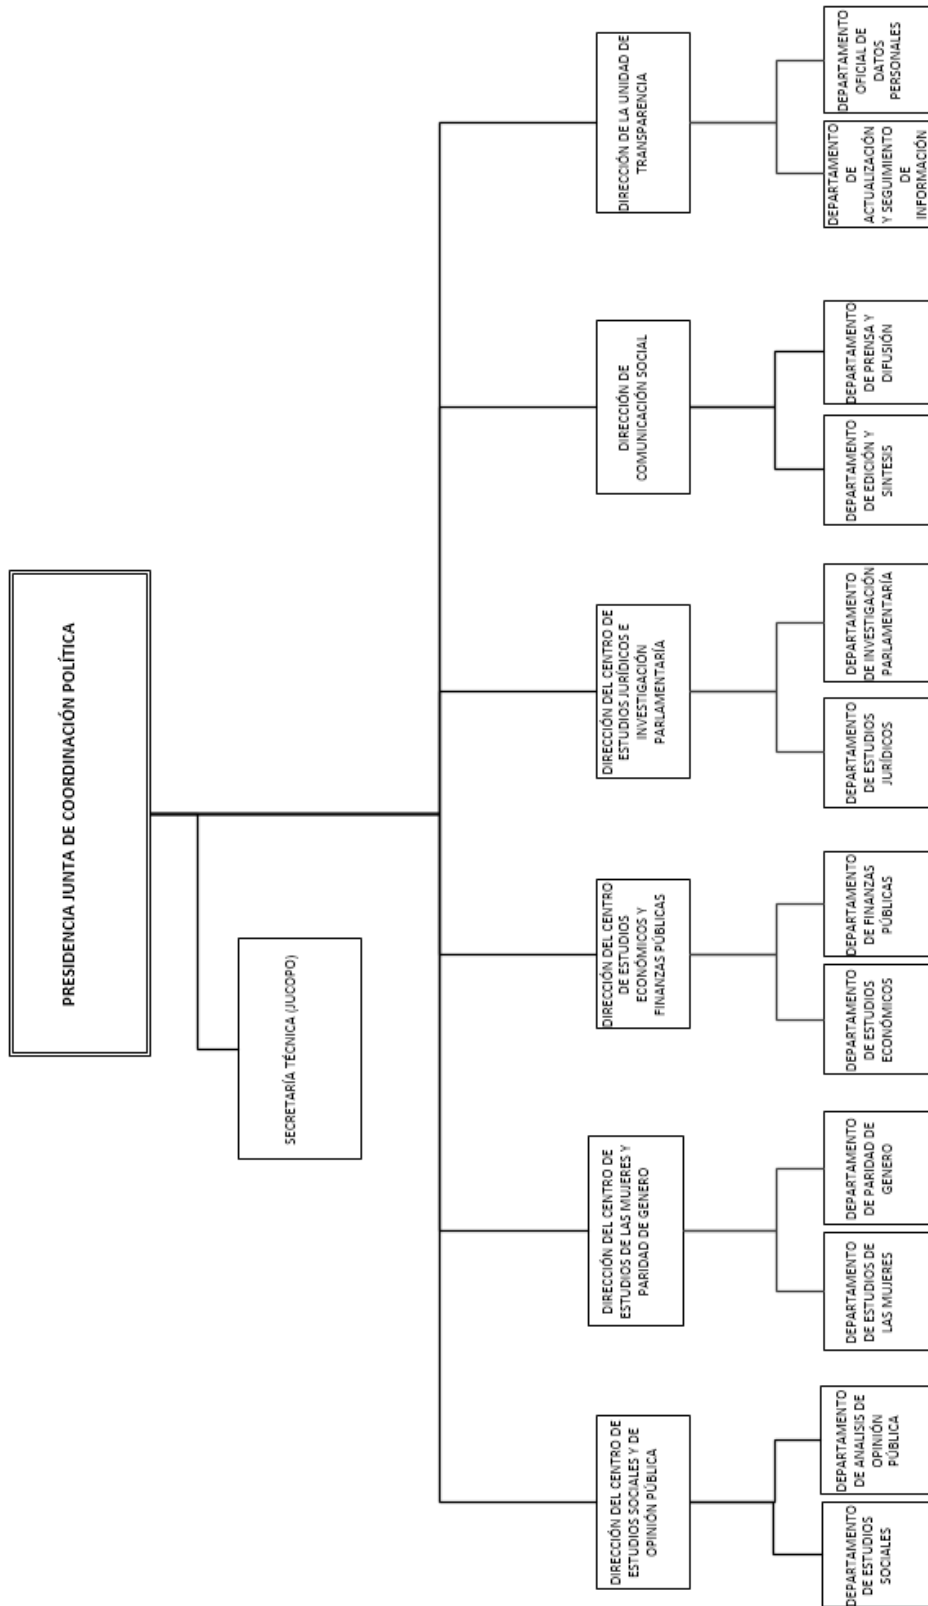 PRESIDENCIA JUNTA DE COORDINACIÓN POLÍTICA
SECRETARÍA TÉCNICA (JUCOPO)
DIRECCIÓN DEL CENTRO DE
ESTUDIOS SOCIALES Y DE
OPINIÓN PÚBLICA
DIRECCIÓN DEL CENTRO DE
ESTUDIOS DE LAS MUJERES Y
PARIDAD DE GENERO
DIRECCIÓN DEL CENTRO
DE ESTUDIOS
ECONÓMICOS Y
FINANZAS PÚBLICAS
DIRECCIÓN DEL CENTRO DE
ESTUDIOS JURÍDICOS E
INVESTIGACIÓN
PARLAMENTARÍA
DIRECCIÓN DE
COMUNICACIÓN SOCIAL
DIRECCIÓN DE LA UNIDAD DE
TRANSPARENCIA
DEPARTAMENTO
DE ESTUDIOS
SOCIALES
DEPARTAMENTO
DE ANALISIS DE
OPINIÓN
PÚBLICA
DEPARTAMENTO
DE ESTUDIOS DE
LAS MUJERES
DEPARTAMENTO
DE PARIDAD DE
GENERO
DEPARTAMENTO
DE ESTUDIOS
ECONÓMICOS
DEPARTAMENTO
DE FINANZAS
PÚBLICAS
DEPARTAMENTO
DE ESTUDIOS
JURÍDICOS
DEPARTAMENTO
DE INVESTIGACIÓN
PARLAMENTARÍA
DEPARTAMENTO
DE EDICIÓN Y
SINTESIS
DEPARTAMENTO
DE PRENSA Y
DIFUSIÓN
DEPARTAMENTO
DE
ACTUALIZACIÓN
Y SEGUIMIENTO
DE
INFORMACIÓN
DEPARTAMENTO
OFICIAL DE
DATOS
PERSONALES